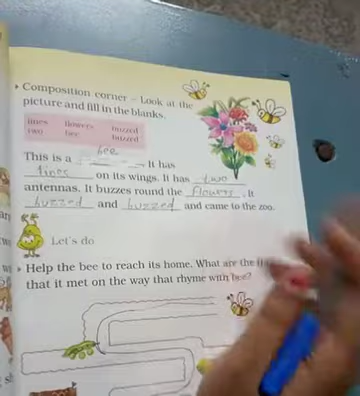 Composition corner - Look at the
picture and fill in the blanks.
lines flowers buzzed
two bee buzzed
This is a bee. It has
lines on its wings. It has two
antennas. It buzzes round the flowers. It
buzzed and buzzed and came to the zoo.
Let's do
Help the bee to reach its home. What are the
that it met on the way that rhyme with bee?